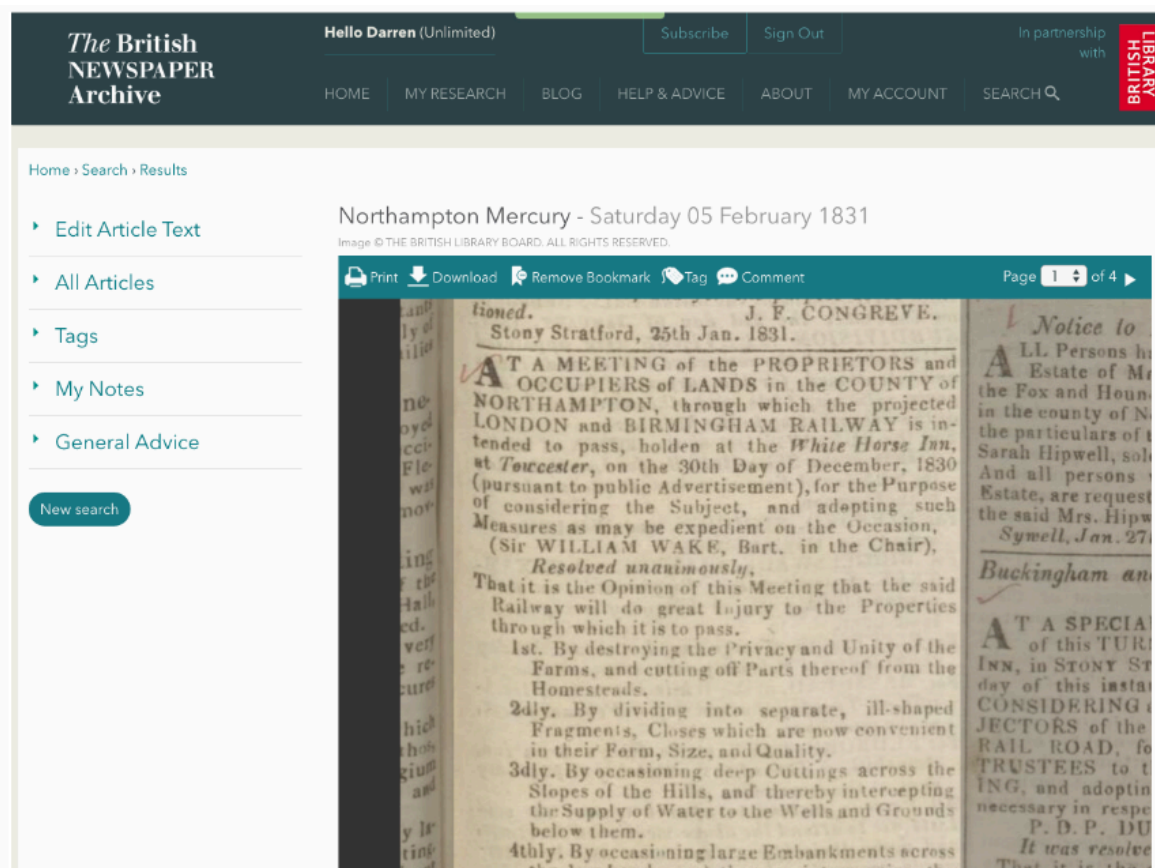 The British
NEWSPAPER
Archive
Hello Darren (Unlimited)
Subscribe
Sign Out
In partnership
with
BRITISH
LIBRARY
HOME
MY RESEARCH
BLOG
HELP & ADVICE
ABOUT
MY ACCOUNT
SEARCH
Home › Search › Results
Edit Article Text
All Articles
Tags
My Notes
General Advice
New search
Northampton Mercury - Saturday 05 February 1831
Image © THE BRITISH LIBRARY BOARD. ALL RIGHTS RESERVED.
Print
Download
Remove Bookmark
Tag
Comment
Page 1 of 4
tioned. J. F. CONGREVE.
Stony Stratford, 25th Jan. 1831.
AT A MEETING of the PROPRIETORS and
OCCUPIERS of LANDS in the COUNTY of
NORTHAMPTON, through which the projected
LONDON and BIRMINGHAM RAILWAY is in-
tended to pass, holden at the White Horse Inn,
at Towcester, on the 30th Day of December, 1830
(pursuant to public Advertisement), for the Purpose
of considering the Subject, and adopting such
Measures as may be expedient on the Occasion,
(Sir WILLIAM WAKE, Bart. in the Chair),
Resolved unanimously,
That it is the Opinion of this Meeting that the said
Railway will do great Injury to the Properties
through which it is to pass.
1st. By destroying the Privacy and Unity of the
Farms, and cutting off Parts thereof from the
Homesteads.
2dly. By dividing into separate, ill-shaped
Fragments, Closes which are now convenient
in their Form, Size, and Quality.
3dly. By occasioning deep Cuttings across the
Slopes of the Hills, and thereby intercepting
the Supply of Water to the Wells and Grounds
below them.
4thly. By occasioning large Embankments across
Notice to
ALL Persons
Estate of
the Fox and
in the county of
the particulars of
Sarah Hipwell,
And all persons
Estate, are
the said Mrs.
Sywell, Jan. 27
Buckingham
AT A
of this
INN, in STONY
day of this
CONSIDERING
JECTORS of the
RAIL ROAD,
TRUSTEES to
ING, and
necessary in
P. D. P.
It was